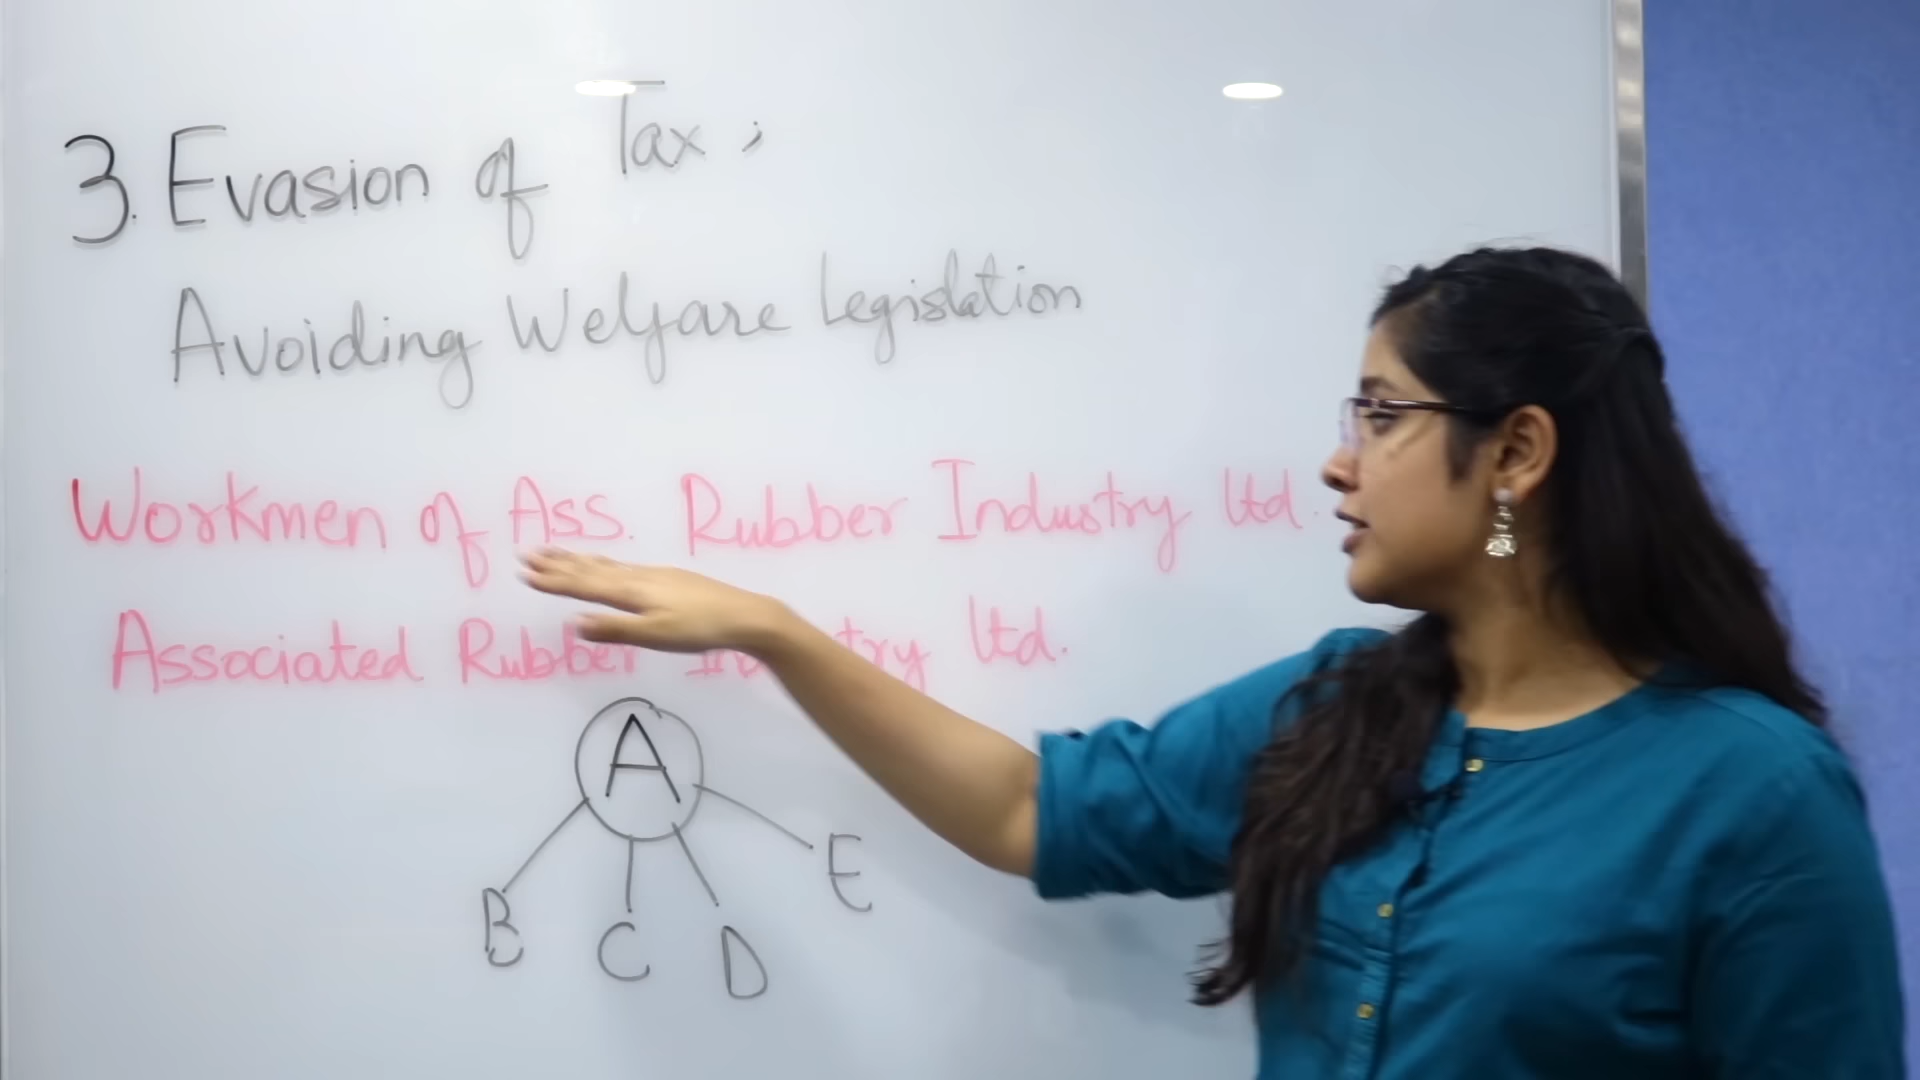 3. Evasion of Tax ;
Avoiding Welfare Legislation
Workmen of Ass. Rubber Industry Ltd.
Associated Rubber Industry Ltd.
A
B C D E